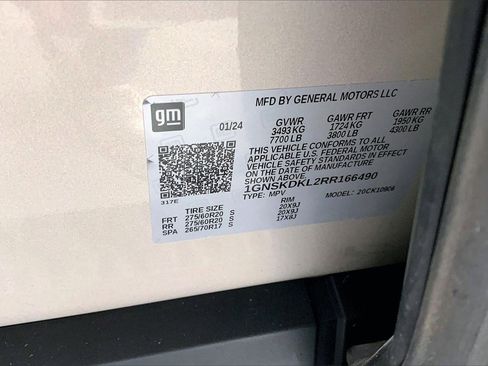 gm
MFD BY GENERAL MOTORS LLC
01/24 GVWR GAWR FRT GAWR RR
3493 KG 1724 KG 1950 KG
7700 LB 3800 LB 4300 LB
THIS VEHICLE CONFORMS TO ALL
APPLICABLE U.S. FEDERAL MOTOR
VEHICLE SAFETY STANDARDS IN EFFECT
ON THE DATE OF MANUFACTURE
SHOWN ABOVE.
1GNSKDKL2RR166490
TYPE: MPV MODEL: 20CK10906
317E
TIRE SIZE RIM
FRT 275/60R20 S 20X9J
RR 275/60R20 S 20X9J
SPA 265/70R17 S 17X8J